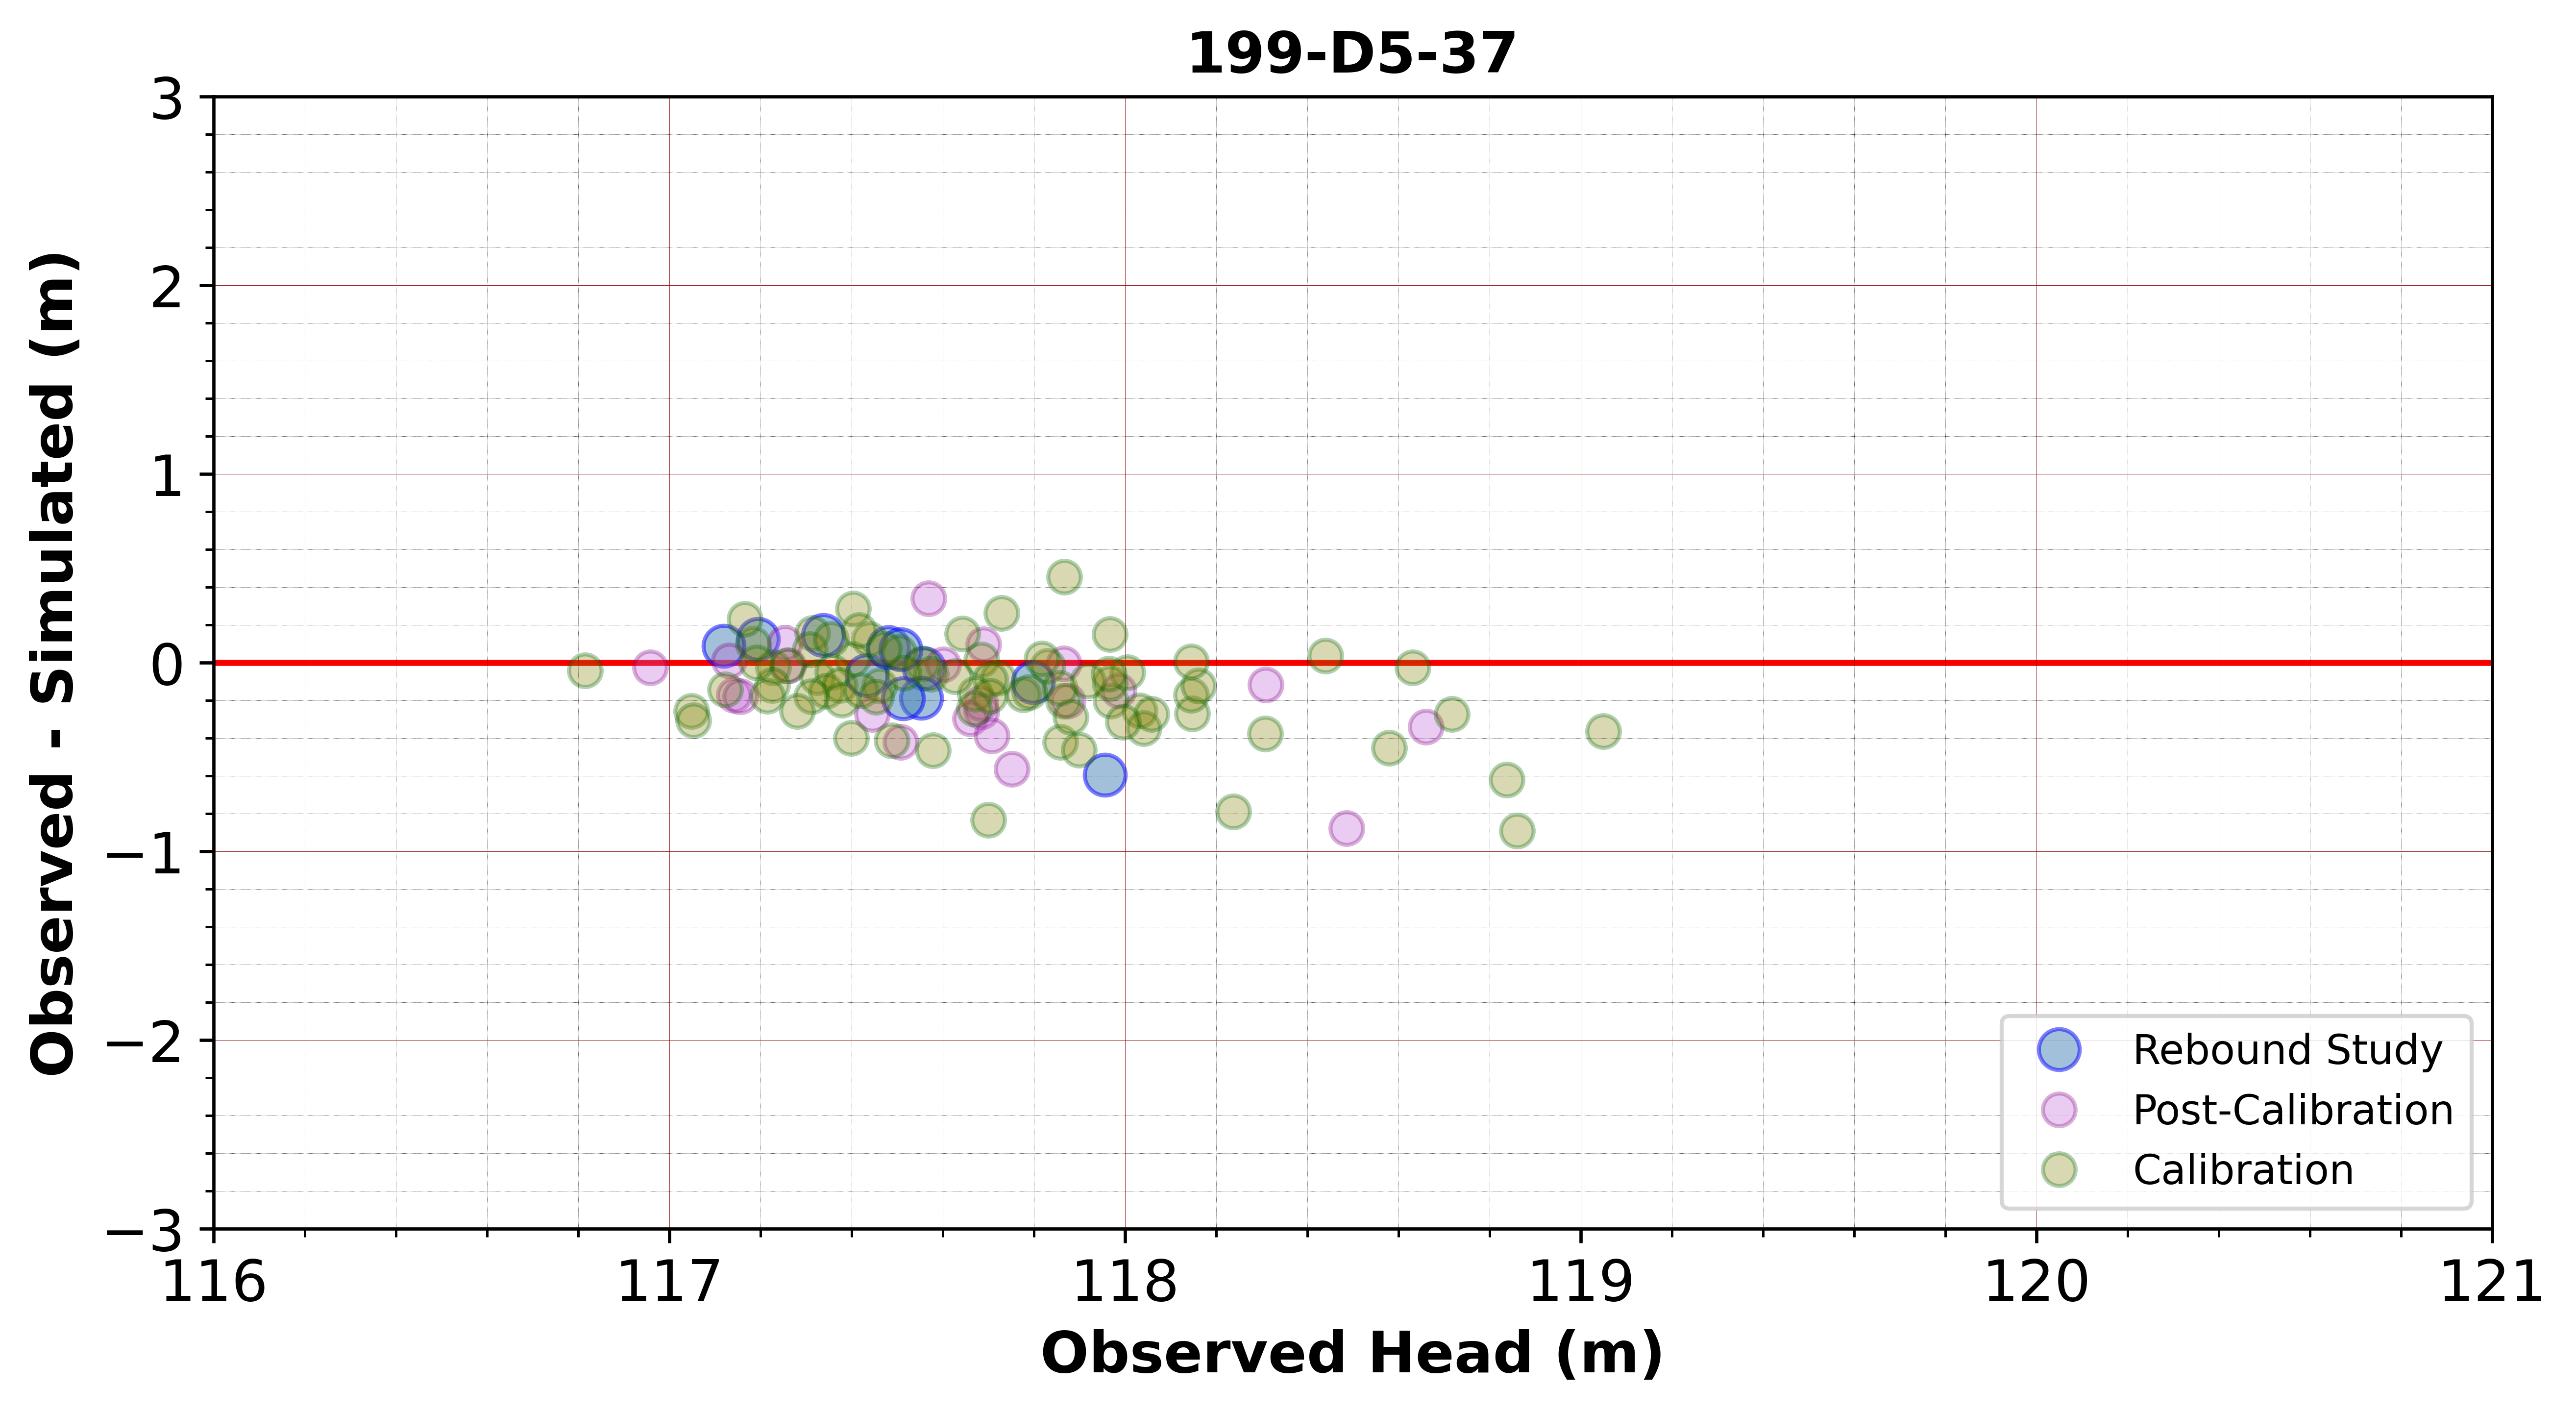 199-D5-37
3
2
1
0
−1
−2
−3
Observed - Simulated (m)
116 117 118 119 120 121
Observed Head (m)
Rebound Study
Post-Calibration
Calibration